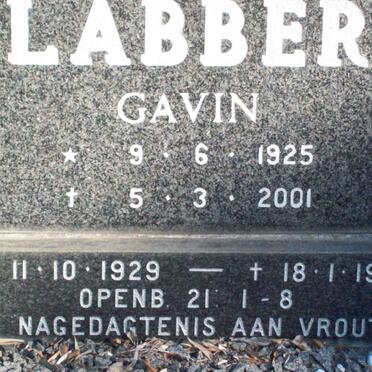 LABBER
GAVIN
★ 9 · 6 · 1925
† 5 · 3 · 2001
11·10·1929 — † 18·1·19
OPENB. 21: 1-8
NAGEDAGTENIS AAN VROUT